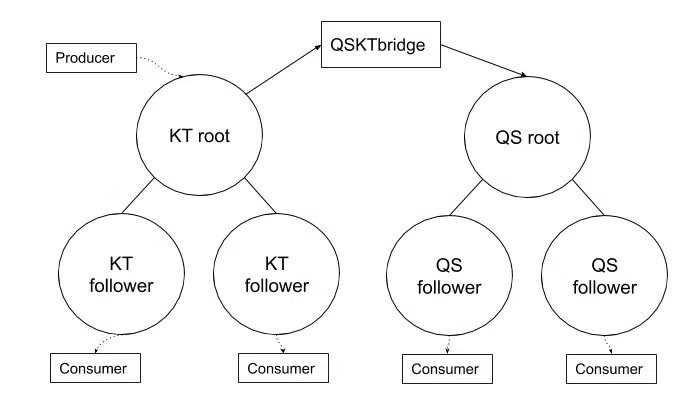 QSKTbridge
Producer
KT root
QS root
KT
follower
KT
follower
QS
follower
QS
follower
Consumer
Consumer
Consumer
Consumer